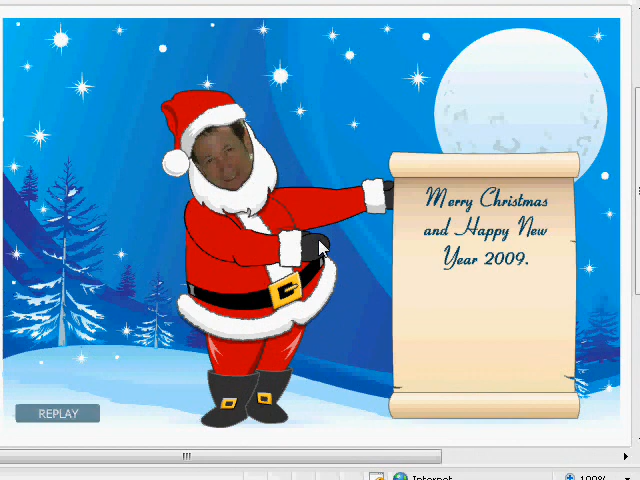 Merry Christmas
and Happy New
Year 2009.
REPLAY
Internet
100%